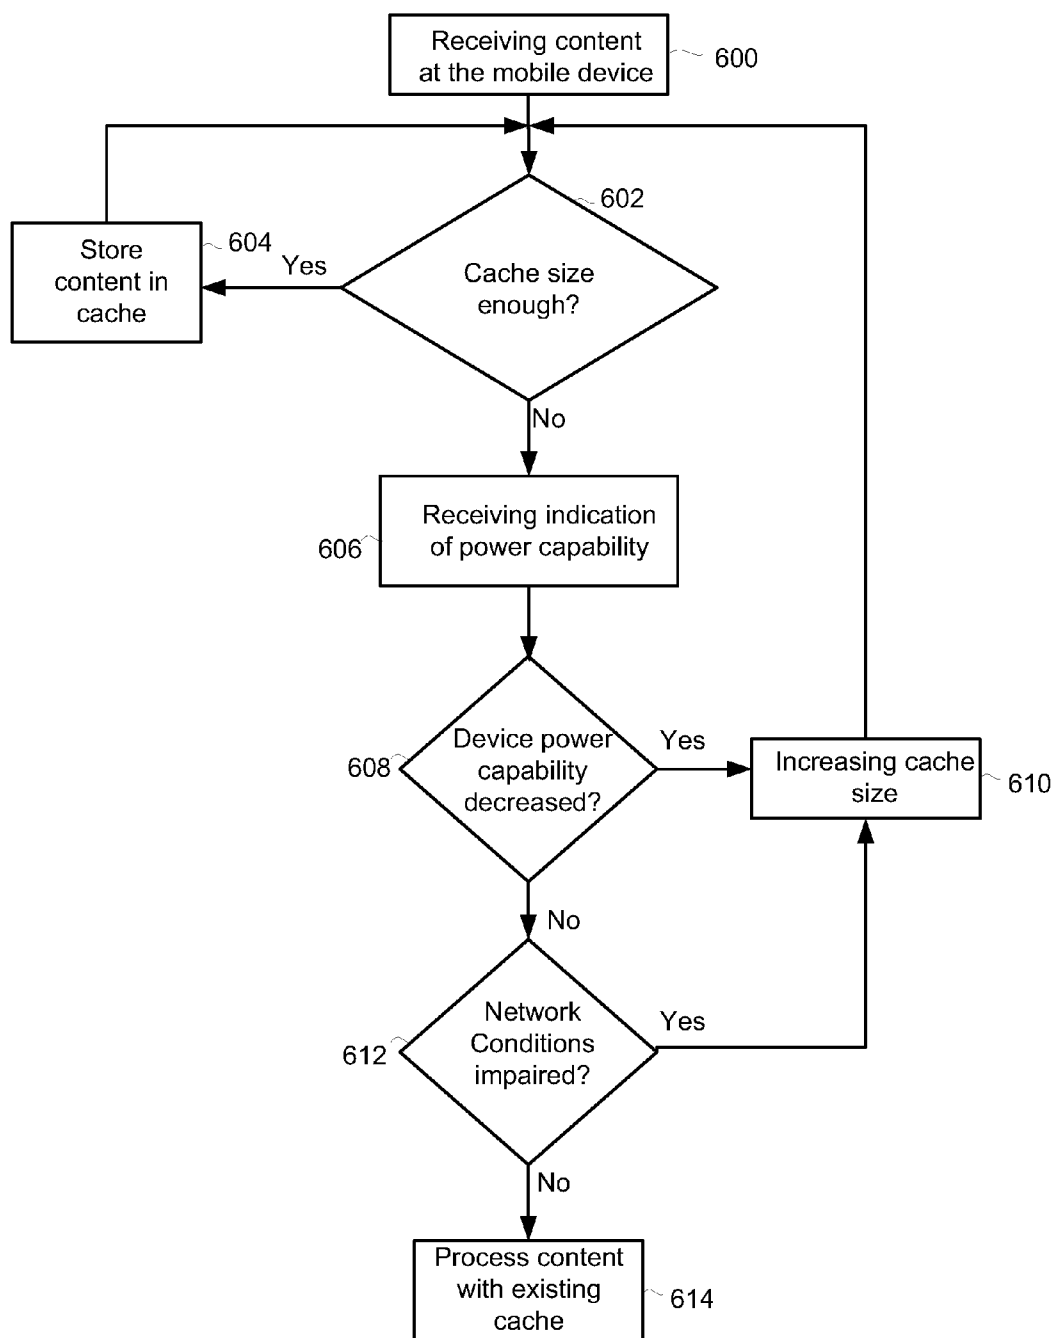 Receiving content
at the mobile device
600
602
604
Store
content in
cache
Yes
Cache size
enough?
No
Receiving indication
of power capability
606
Device power
capability
decreased?
608
Yes
Increasing cache
size
610
No
Network
Conditions
impaired?
612
Yes
No
Process content
with existing
cache
614